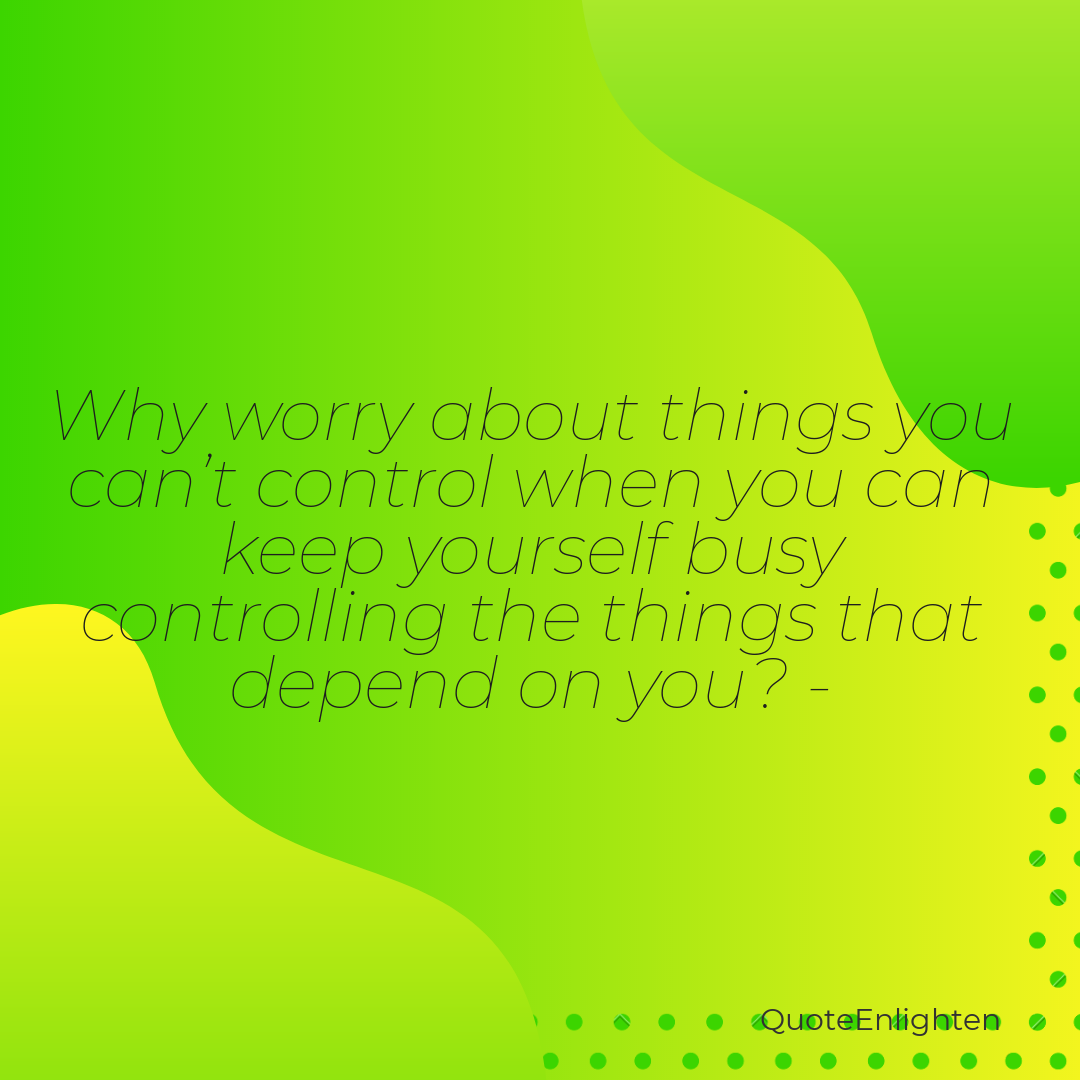 Why worry about things you
can’t control when you can
keep yourself busy
controlling the things that
depend on you? -
QuoteEnlighten